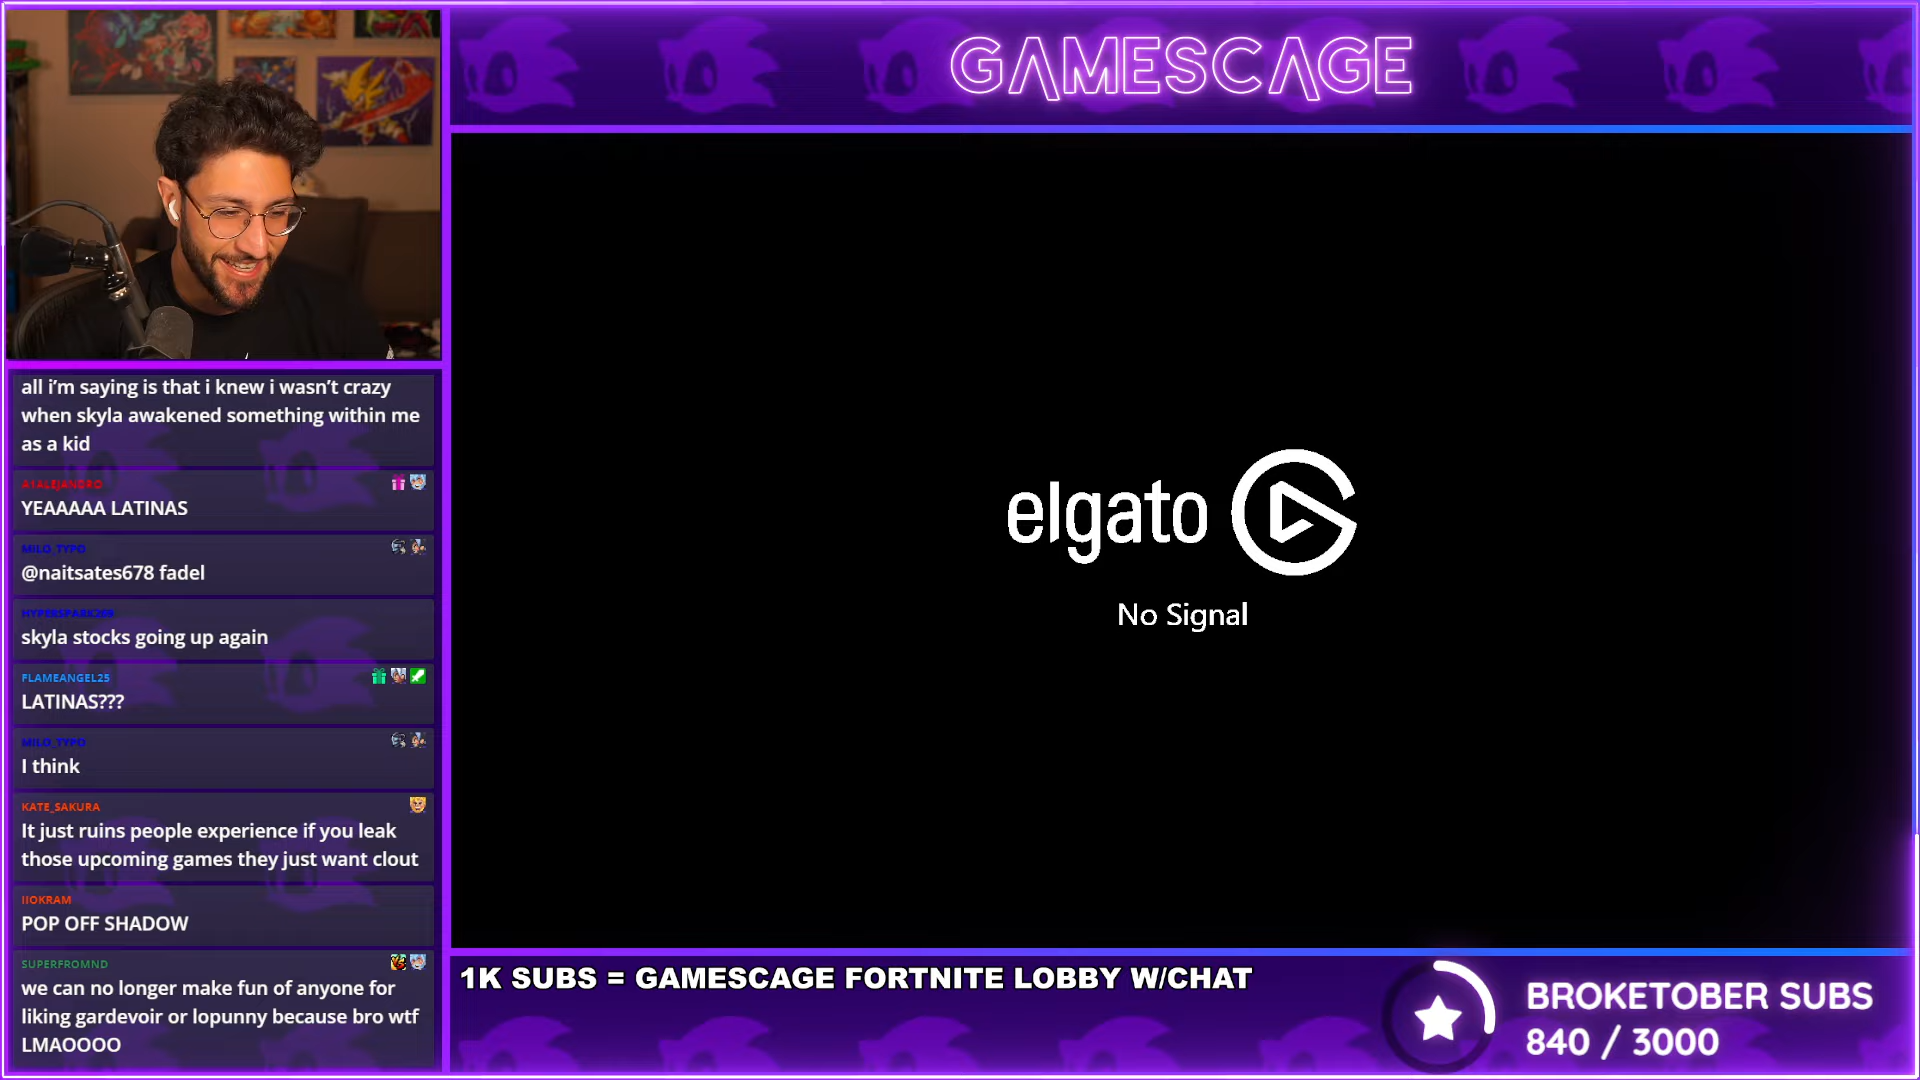 GAMESCAGE
all i’m saying is that i knew i wasn’t crazy
when skyla awakened something within me
as a kid
A1ALEJANDRO
YEAAAAA LATINAS
MILO_TYPO
@naitsates678 fadel
HYPERSPARK269
skyla stocks going up again
FLAMEANGEL25
LATINAS???
MILO_TYPO
I think
KATE_SAKURA
It just ruins people experience if you leak
those upcoming games they just want clout
IIOKRAM
POP OFF SHADOW
SUPERFROMND
we can no longer make fun of anyone for
liking gardevoir or lopunny because bro wtf
LMAOOOO
elgato
No Signal
1K SUBS = GAMESCAGE FORTNITE LOBBY W/CHAT
BROKETOBER SUBS
840 / 3000